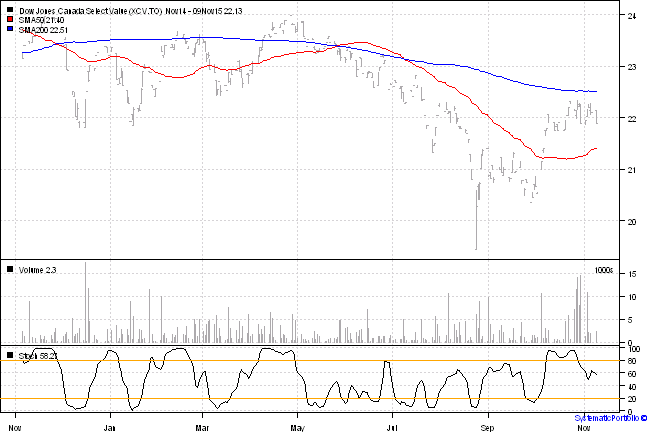 Dow Jones Canada Select Value (XCV.TO) Nov14 - 09Nov15 22.13
SMA50 21.40
SMA200 22.51
24
23
22
21
20
Volume 2.3
1000s
15
10
5
0
Stoch 58.25
100
80
60
40
20
0
Nov Jan Mar May Jul Sep Nov
SystematicPortfolio ©